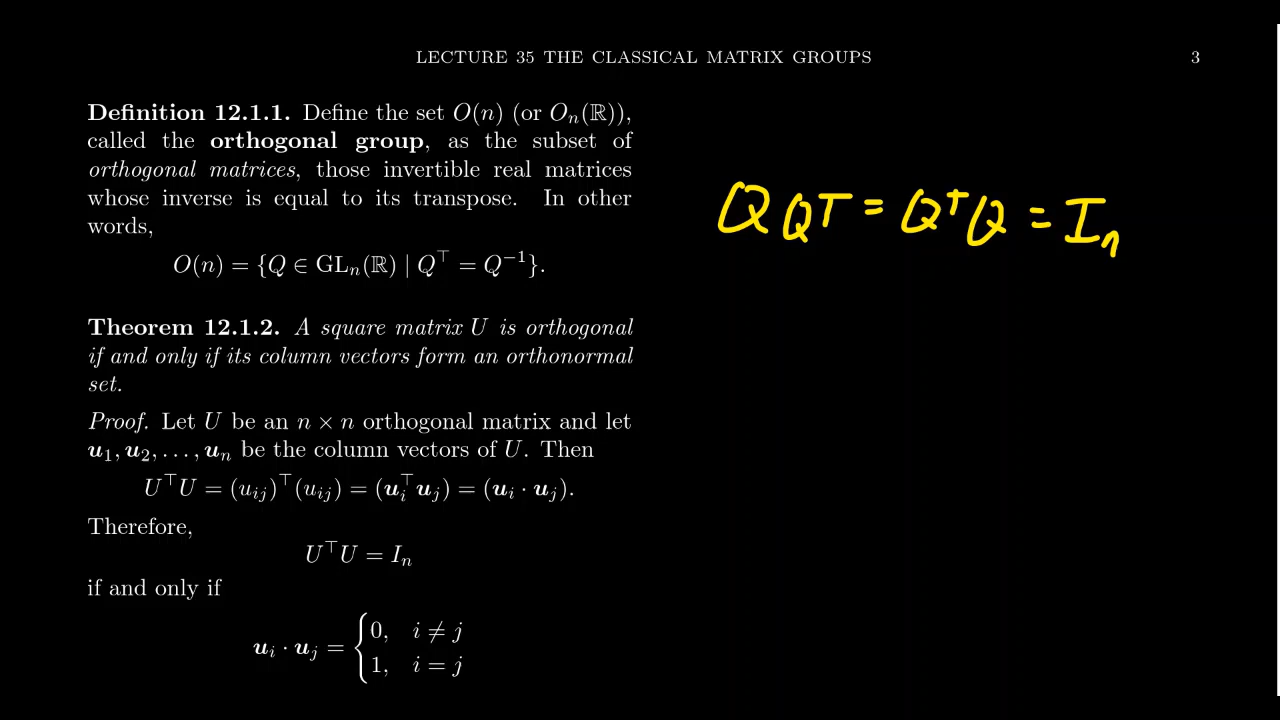 LECTURE 35 THE CLASSICAL MATRIX GROUPS 3
Definition 12.1.1. Define the set O(n) (or Oₙ(ℝ)),
called the orthogonal group, as the subset of
orthogonal matrices, those invertible real matrices
whose inverse is equal to its transpose. In other
words,
O(n) = {Q ∈ GLₙ(ℝ) | Q^⊤ = Q⁻¹}.
Theorem 12.1.2. A square matrix U is orthogonal
if and only if its column vectors form an orthonormal
set.
Proof. Let U be an n × n orthogonal matrix and let
u₁, u₂, . . . , uₙ be the column vectors of U. Then
U^⊤U = (u_{ij})^⊤(u_{ij}) = (u_i^⊤u_j) = (u_i · u_j).
Therefore,
U^⊤U = Iₙ
if and only if
u_i · u_j = { 0, i ≠ j
1, i = j
QQ^T = Q^TQ = Iₙ